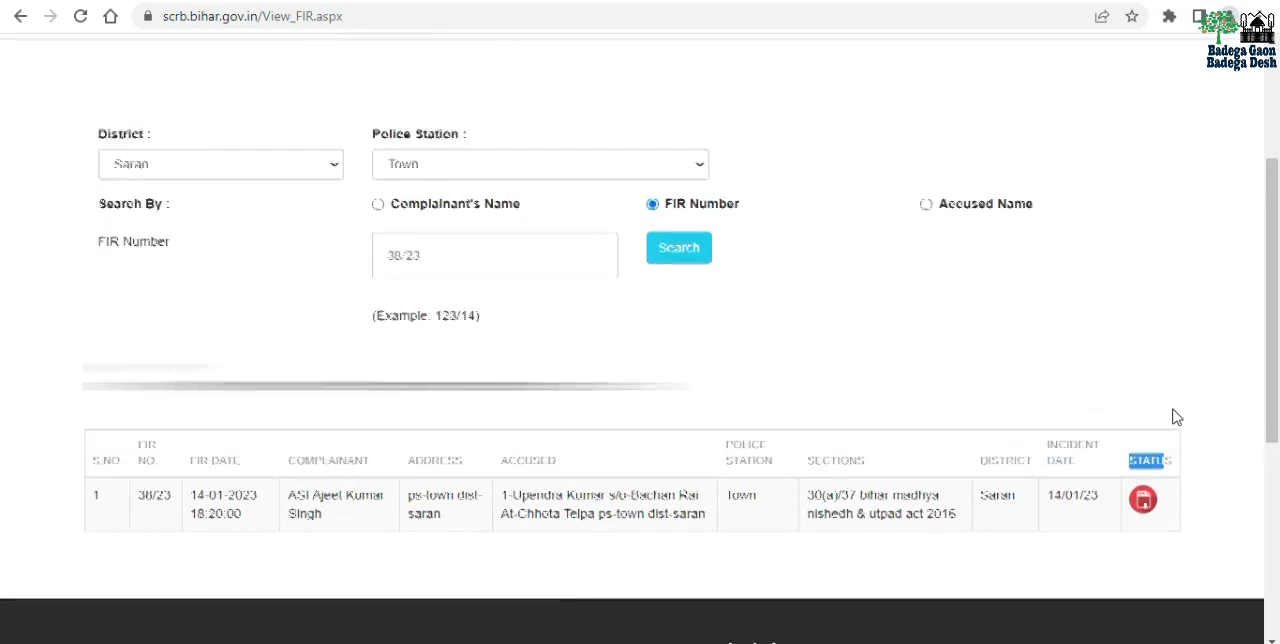 scrb.bihar.gov.in/View_FIR.aspx
Badega Gaon
Badega Desh
District :
Police Station :
Saran
Town
Search By :
Complainant's Name
FIR Number
Accused Name
FIR Number
38/23
Search
(Example: 123/14)
S.NO. FIR NO. FIR DATE COMPLAINANT ADDRESS ACCUSED POLICE STATION SECTIONS DISTRICT INCIDENT DATE STATUS
1 38/23 14-01-2023 ASI Ajeet Kumar ps-town dist- 1-Upendra Kumar s/o-Bachan Rai Town 30(a)/37 bihar madhya Saran 14/01/23
18:20:00 Singh saran At-Chhota Telpa ps-town dist-saran nishedh & utpad act 2016